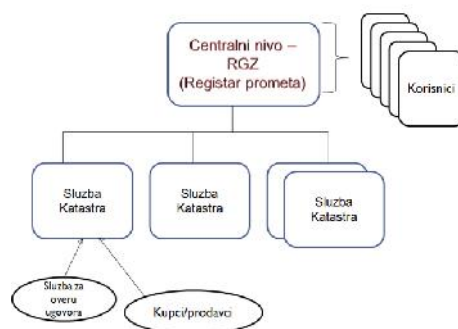 Centralni nivo –
RGZ
(Registar prometa)
Korisnici
Sluzba
Katastra
Sluzba
Katastra
Sluzba
Katastra
Sluzba za
overu
ugovora
Kupci/prodavci